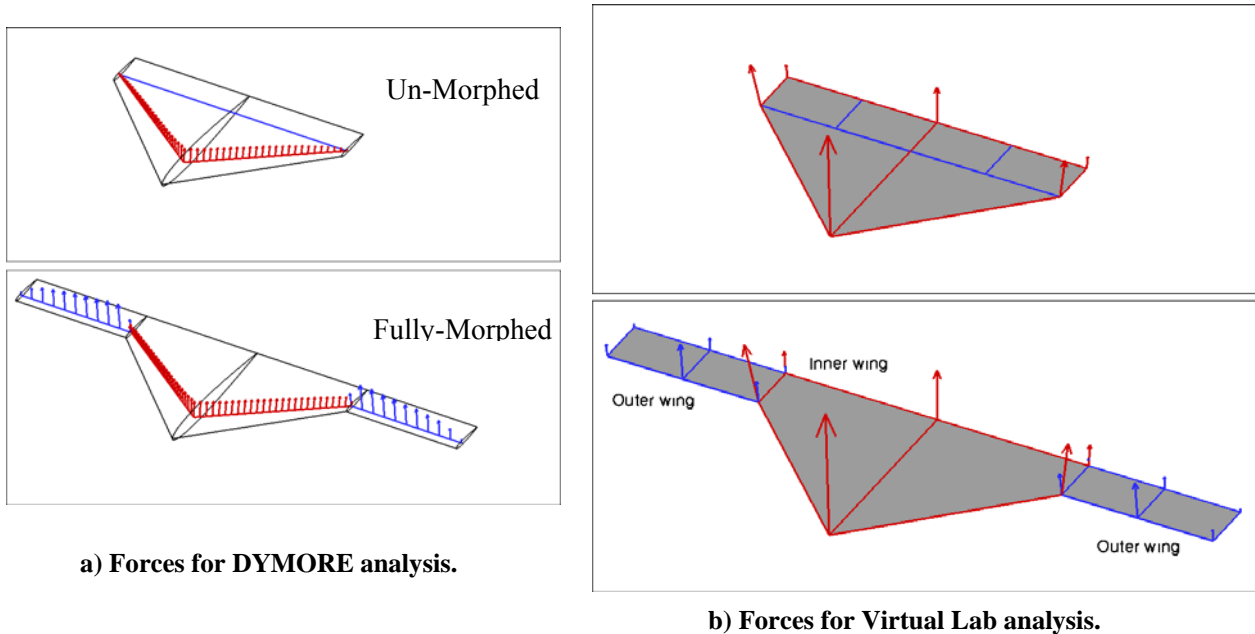 Un-Morphed
Fully-Morphed
a) Forces for DYMORE analysis.
Inner wing
Outer wing
Outer wing
b) Forces for Virtual Lab analysis.